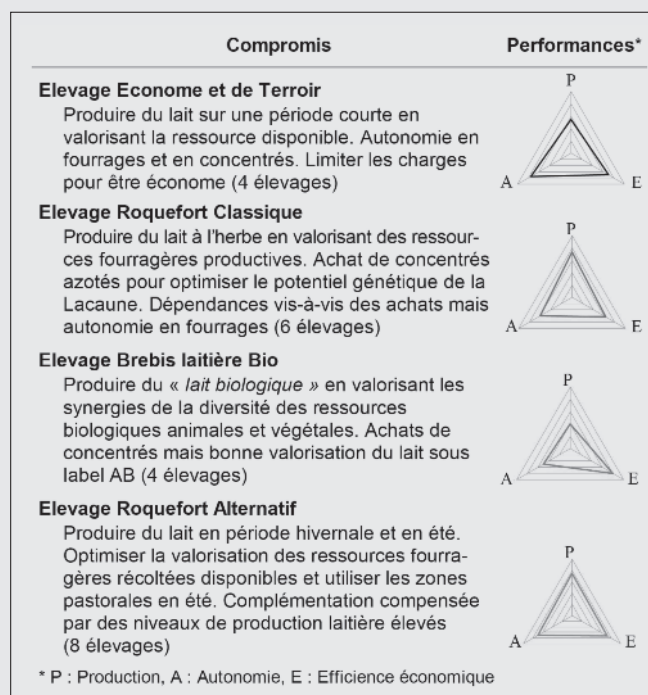 Compromis Performances*
Elevage Econome et de Terroir
P
Produire du lait sur une période courte en
valorisant la ressource disponible. Autonomie en
fourrages et en concentrés. Limiter les charges
pour être économe (4 élevages)
A E
Elevage Roquefort Classique
P
Produire du lait à l'herbe en valorisant des ressour-
ces fourragères productives. Achat de concentrés
azotés pour optimiser le potentiel génétique de la
Lacaune. Dépendances vis-à-vis des achats mais
autonomie en fourrages (6 élevages)
A E
Elevage Brebis laitière Bio
P
Produire du « lait biologique » en valorisant les
synergies de la diversité des ressources
biologiques animales et végétales. Achats de
concentrés mais bonne valorisation du lait sous
label AB (4 élevages)
A E
Elevage Roquefort Alternatif
Produire du lait en période hivernale et en été.
P
Optimiser la valorisation des ressources fourra-
gères récoltées disponibles et utiliser les zones
pastorales en été. Complémentation compensée
par des niveaux de production laitière élevés
(8 élevages)
A E
* P : Production, A : Autonomie, E : Efficience économique